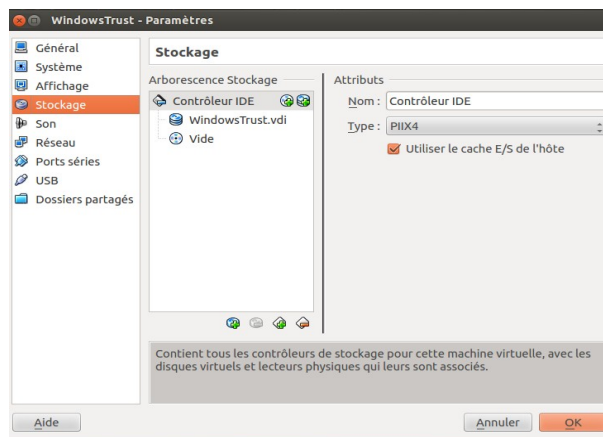 WindowsTrust - Paramètres
Général
Système
Affichage
Stockage
Son
Réseau
Ports séries
USB
Dossiers partagés
Stockage
Arborescence Stockage
Contrôleur IDE
WindowsTrust.vdi
Vide
Attributs
Nom : Contrôleur IDE
Type : PIIX4
Utiliser le cache E/S de l'hôte
Contient tous les contrôleurs de stockage pour cette machine virtuelle, avec les
disques virtuels et lecteurs physiques qui leurs sont associés.
Aide
Annuler
OK